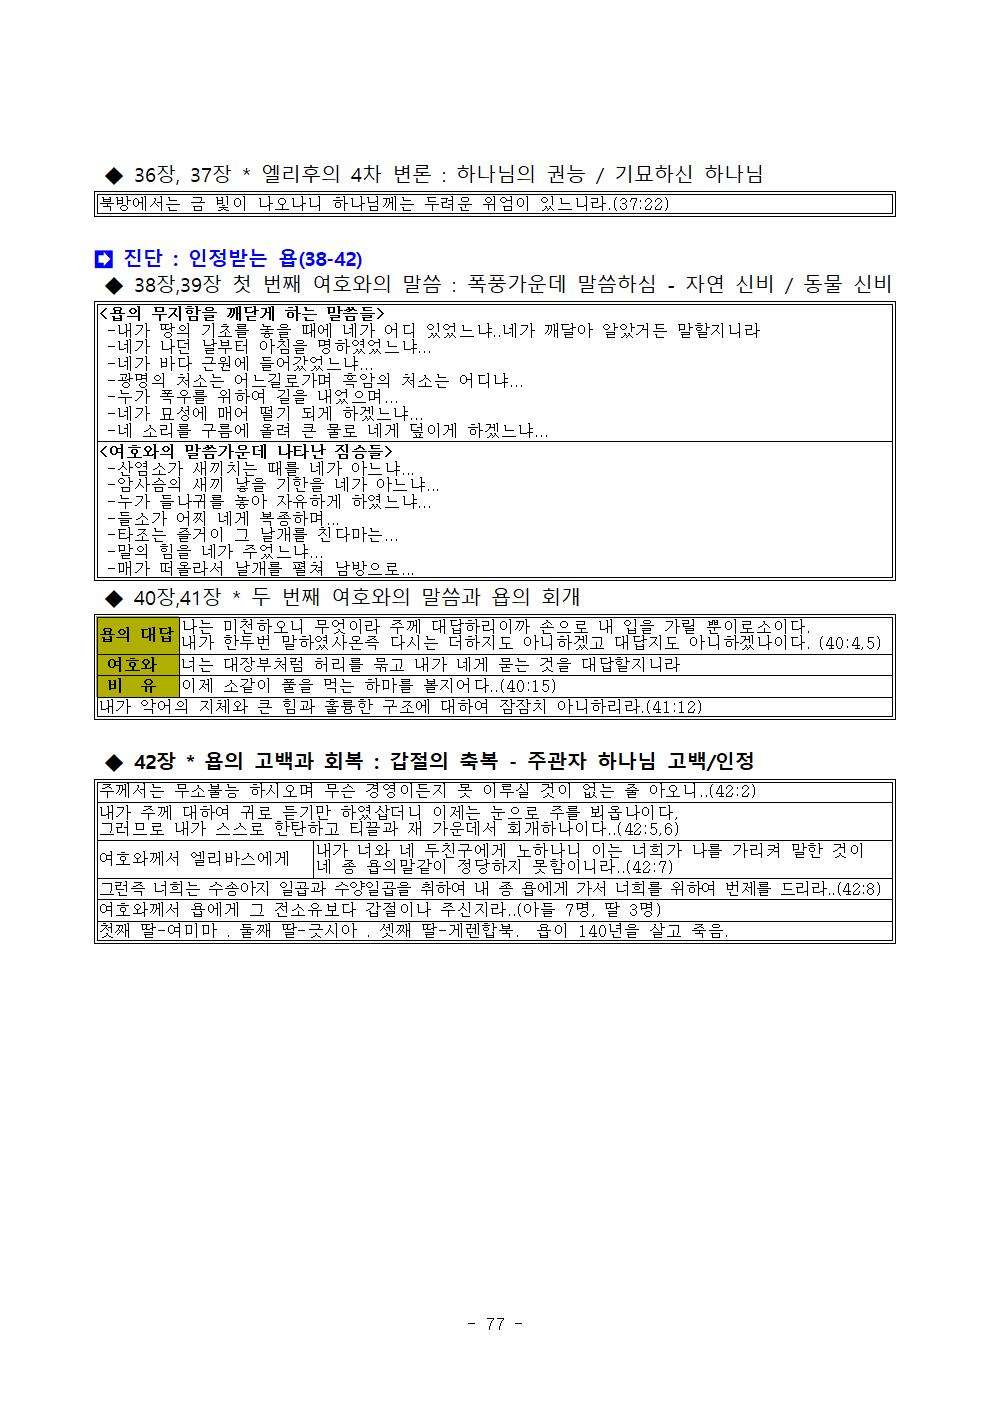 ◆ 36장, 37장 * 엘리후의 4차 변론 : 하나님의 권능 / 기묘하신 하나님
북방에서는 금 빛이 나오나니 하나님께는 두려운 위엄이 있느니라.(37:22)
➡ 진단 : 인정받는 욥(38-42)
◆ 38장,39장 첫 번째 여호와의 말씀 : 폭풍가운데 말씀하심 - 자연 신비 / 동물 신비
<욥의 무지함을 깨닫게 하는 말씀들>
-내가 땅의 기초를 놓을 때에 네가 어디 있었느냐..네가 깨달아 알았거든 말할지니라
-네가 나던 날부터 아침을 명하였었느냐...
-네가 바다 근원에 들어갔었느냐...
-광명의 처소는 어느길로가며 흑암의 처소는 어디냐...
-누가 폭우를 위하여 길을 내었으며...
-네가 묘성에 매어 떨기 되게 하겠느냐...
-네 소리를 구름에 올려 큰 물로 네게 덮이게 하겠느냐...
<여호와의 말씀가운데 나타난 짐승들>
-산염소가 새끼치는 때를 네가 아느냐...
-암사슴의 새끼 낳을 기한을 네가 아느냐...
-누가 들나귀를 놓아 자유하게 하였느냐...
-들소가 어찌 네게 복종하며...
-타조는 즐거이 그 날개를 친다마는...
-말의 힘을 네가 주었느냐...
-매가 떠올라서 날개를 펼쳐 남방으로...
◆ 40장,41장 * 두 번째 여호와의 말씀과 욥의 회개
욥의 대답 나는 미천하오니 무엇이라 주께 대답하리이까 손으로 내 입을 가릴 뿐이로소이다.
내가 한두번 말하였사온즉 다시는 더하지도 아니하겠고 대답지도 아니하겠나이다. (40:4,5)
여호와 너는 대장부처럼 허리를 묶고 내가 네게 묻는 것을 대답할지니라
비 유 이제 소같이 풀을 먹는 하마를 볼지어다..(40:15)
내가 악어의 지체와 큰 힘과 훌륭한 구조에 대하여 잠잠치 아니하리라.(41:12)
◆ 42장 * 욥의 고백과 회복 : 갑절의 축복 - 주관자 하나님 고백/인정
주께서는 무소불능 하시오며 무슨 경영이든지 못 이루실 것이 없는 줄 아오니..(42:2)
내가 주께 대하여 귀로 듣기만 하였삽더니 이제는 눈으로 주를 뵈옵나이다,
그러므로 내가 스스로 한탄하고 티끌과 재 가운데서 회개하나이다..(42:5,6)
여호와께서 엘리바스에게 내가 너와 네 두친구에게 노하나니 이는 너희가 나를 가리켜 말한 것이
네 종 욥의말같이 정당하지 못함이니라..(42:7)
그런즉 너희는 수송아지 일곱과 수양일곱을 취하여 내 종 욥에게 가서 너희를 위하여 번제를 드리라..(42:8)
여호와께서 욥에게 그 전소유보다 갑절이나 주신지라..(아들 7명, 딸 3명)
첫째 딸-여미마 . 둘째 딸-긋시아 . 셋째 딸-게렌합북. 욥이 140년을 살고 죽음.
- 77 -